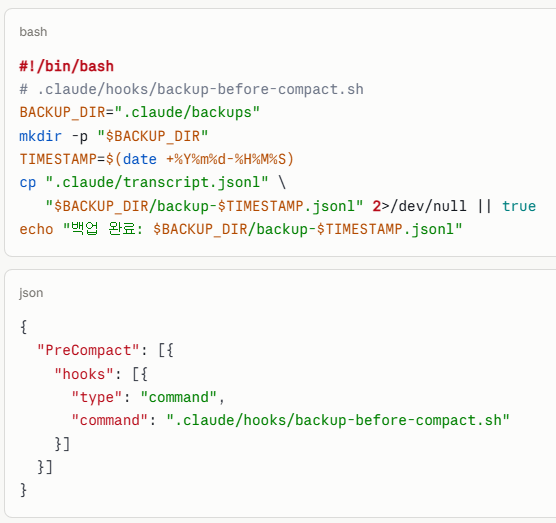 bash
#!/bin/bash
# .claude/hooks/backup-before-compact.sh
BACKUP_DIR=".claude/backups"
mkdir -p "$BACKUP_DIR"
TIMESTAMP=$(date +%Y%m%d-%H%M%S)
cp ".claude/transcript.jsonl" \
   "$BACKUP_DIR/backup-$TIMESTAMP.jsonl" 2>/dev/null || true
echo "백업 완료: $BACKUP_DIR/backup-$TIMESTAMP.jsonl"
json
{
  "PreCompact": [{
    "hooks": [{
      "type": "command",
      "command": ".claude/hooks/backup-before-compact.sh"
    }]
  }]
}